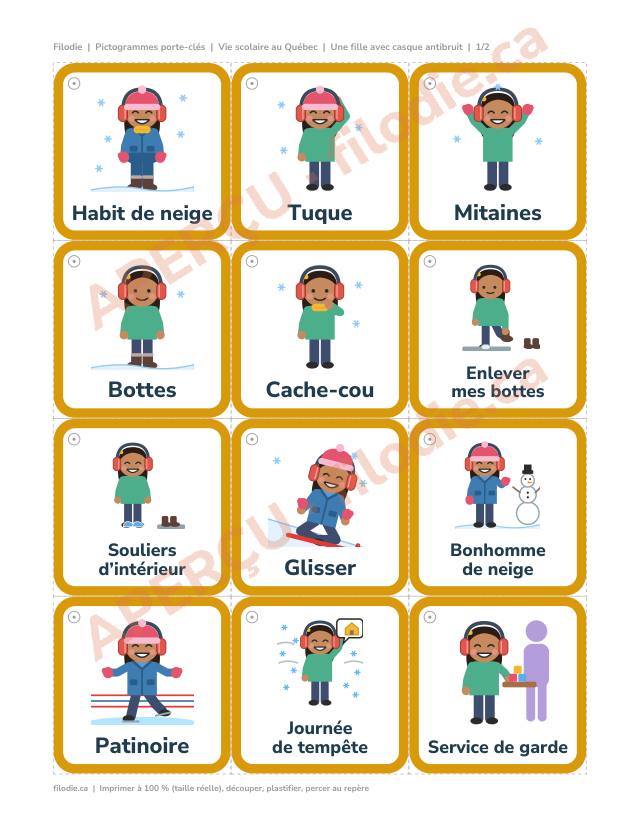 Filodie | Pictogrammes porte-clés | Vie scolaire au Québec | Une fille avec casque antibruit | 1/2
Habit de neige
Tuque
Mitaines
Bottes
Cache-cou
Enlever
mes bottes
Souliers
d'intérieur
Glisser
Bonhomme
de neige
Patinoire
Journée
de tempête
Service de garde
APERÇU · filodie.ca
APERÇU · filodie.ca
filodie.ca | Imprimer à 100 % (taille réelle), découper, plastifier, percer au repère